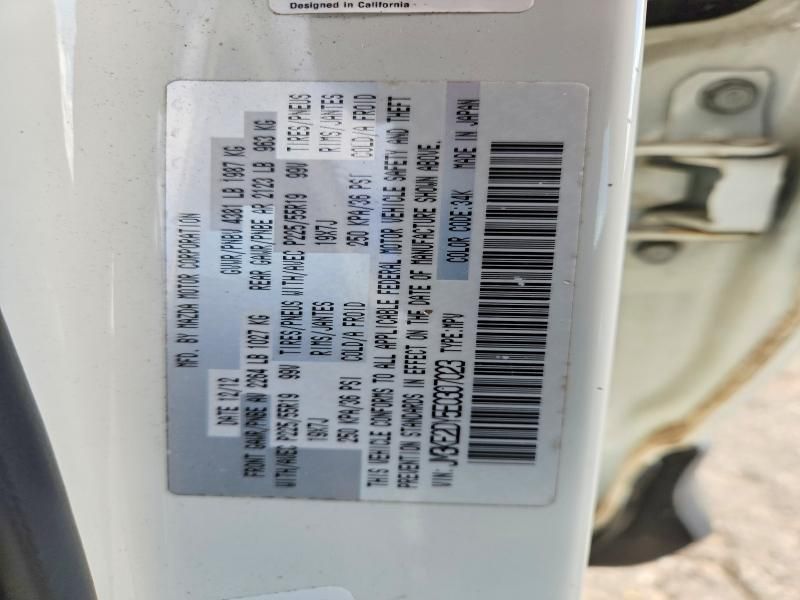 Designed in California
MFD. BY MAZDA MOTOR CORPORATION
DATE 12/12 GVWR/PNBV 4380 LB 1987 KG
FRONT GAWR/PNBE AV 2264 LB 1027 KG REAR GAWR/PNBE AR 2123 LB 963 KG
WITH/AVEC P225/55R19 99V TIRES/PNEUS WITH/AVEC P225/55R19 99V TIRES/PNEUS
19X7J RIMS/JANTES 19X7J RIMS/JANTES
250 KPA/36 PSI COLD/A FROID 250 KPA/36 PSI COLD/A FROID
THIS VEHICLE CONFORMS TO ALL APPLICABLE FEDERAL MOTOR VEHICLE SAFETY AND THEFT
PREVENTION STANDARDS IN EFFECT ON THE DATE OF MANUFACTURE SHOWN ABOVE.
VIN: JM3KE2DY5E0307023 TYPE:MPV COLOR CODE:34K MADE IN JAPAN